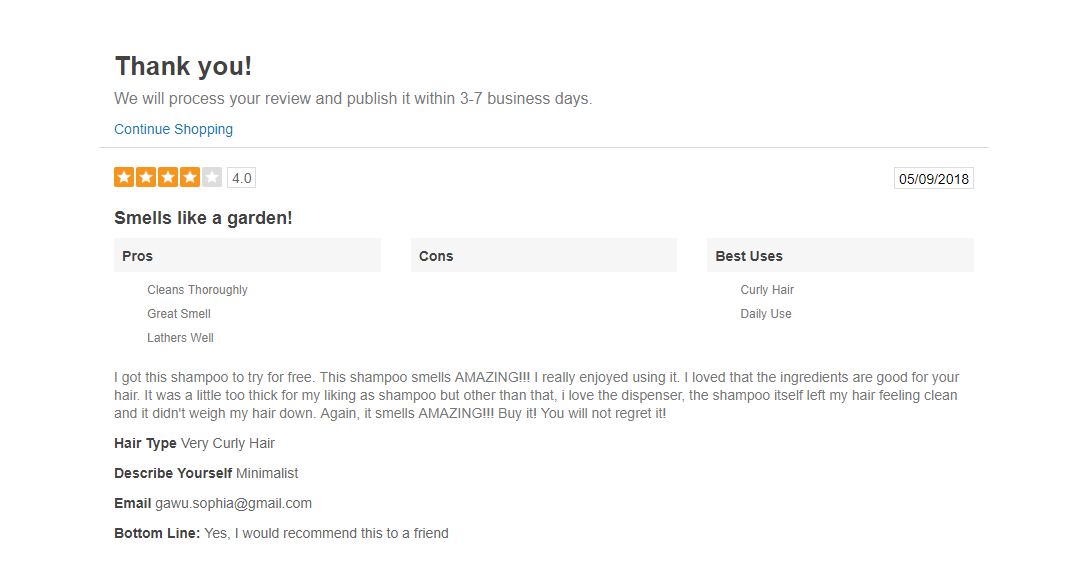 Thank you!
We will process your review and publish it within 3-7 business days.
Continue Shopping
4.0
05/09/2018
Smells like a garden!
Pros
Cons
Best Uses
Cleans Thoroughly
Curly Hair
Great Smell
Daily Use
Lathers Well
I got this shampoo to try for free. This shampoo smells AMAZING!!! I really enjoyed using it. I loved that the ingredients are good for your
hair. It was a little too thick for my liking as shampoo but other than that, i love the dispenser, the shampoo itself left my hair feeling clean
and it didn't weigh my hair down. Again, it smells AMAZING!!! Buy it! You will not regret it!
Hair Type Very Curly Hair
Describe Yourself Minimalist
Email gawu.sophia@gmail.com
Bottom Line: Yes, I would recommend this to a friend